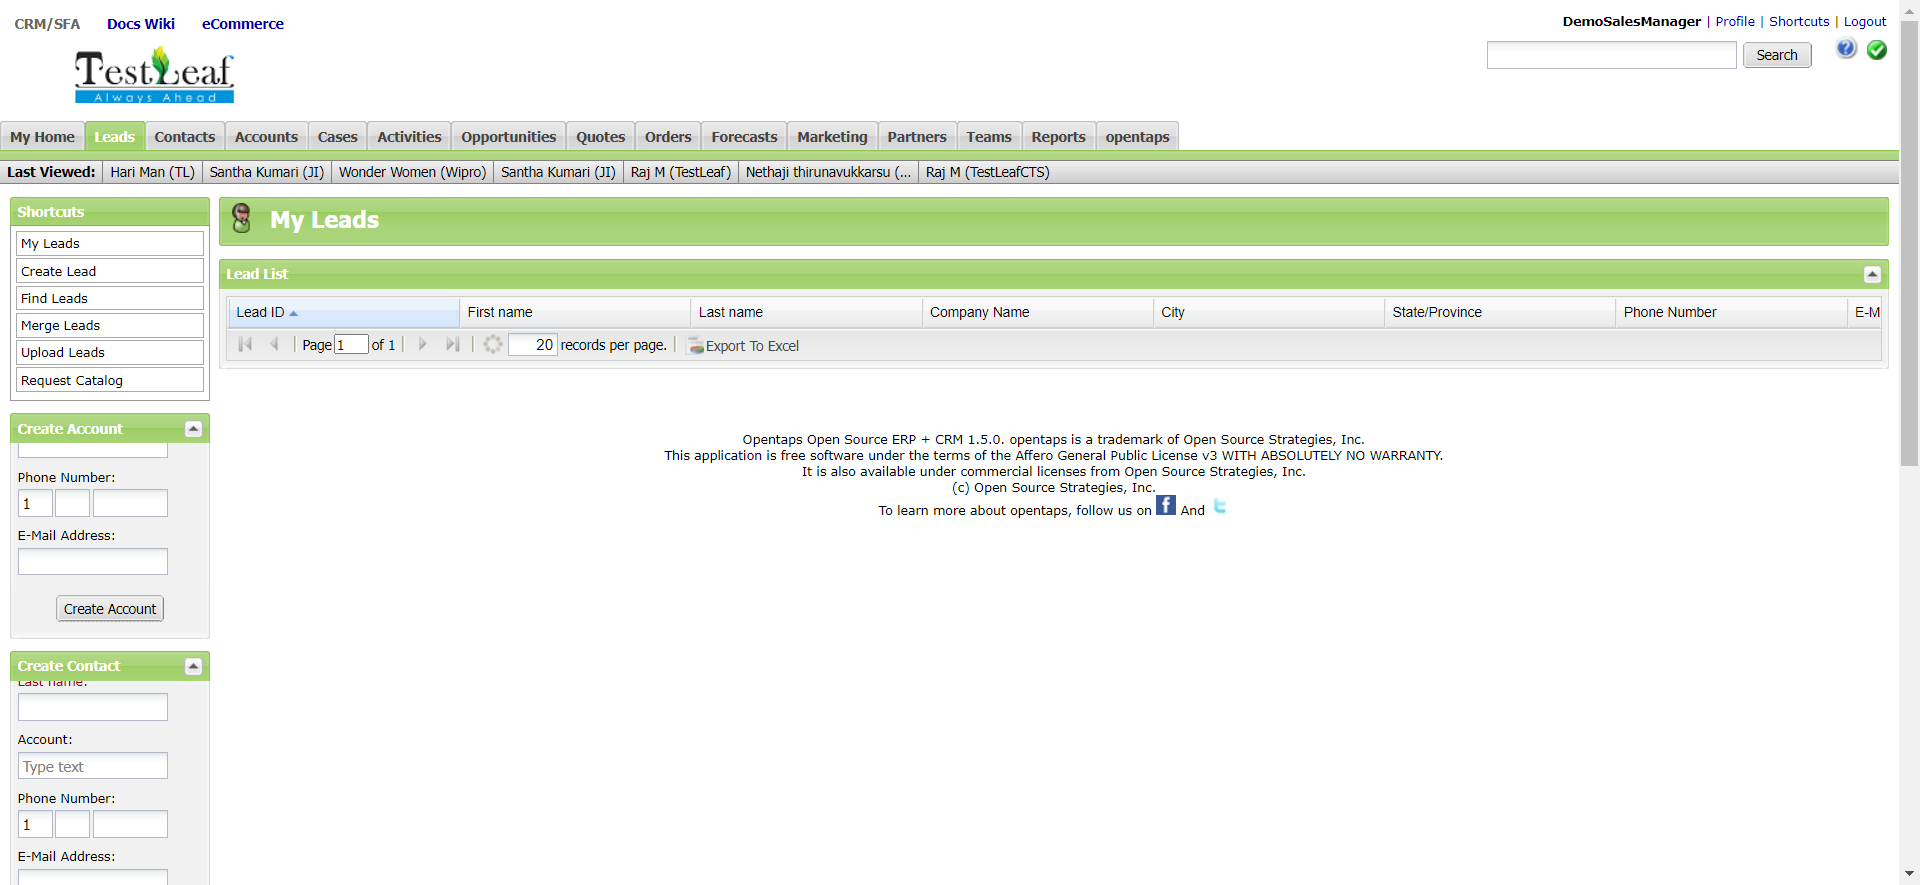 CRM/SFA Docs Wiki eCommerce
DemoSalesManager | Profile | Shortcuts | Logout
Search
TestLeaf
Always Ahead
My Home Leads Contacts Accounts Cases Activities Opportunities Quotes Orders Forecasts Marketing Partners Teams Reports opentaps
Last Viewed: Hari Man (TL) Santha Kumari (JI) Wonder Women (Wipro) Santha Kumari (JI) Raj M (TestLeaf) Nethaji thirunavukkarsu (... Raj M (TestLeafCTS)
Shortcuts
My Leads
Create Lead
Find Leads
Merge Leads
Upload Leads
Request Catalog
Create Account
Phone Number:
1
E-Mail Address:
Create Account
Create Contact
Last name:
Account:
Type text
Phone Number:
1
E-Mail Address:
My Leads
Lead List
Lead ID First name Last name Company Name City State/Province Phone Number E-M
Page 1 of 1 20 records per page. Export To Excel
Opentaps Open Source ERP + CRM 1.5.0. opentaps is a trademark of Open Source Strategies, Inc.
This application is free software under the terms of the Affero General Public License v3 WITH ABSOLUTELY NO WARRANTY.
It is also available under commercial licenses from Open Source Strategies, Inc.
(c) Open Source Strategies, Inc.
To learn more about opentaps, follow us on f And t